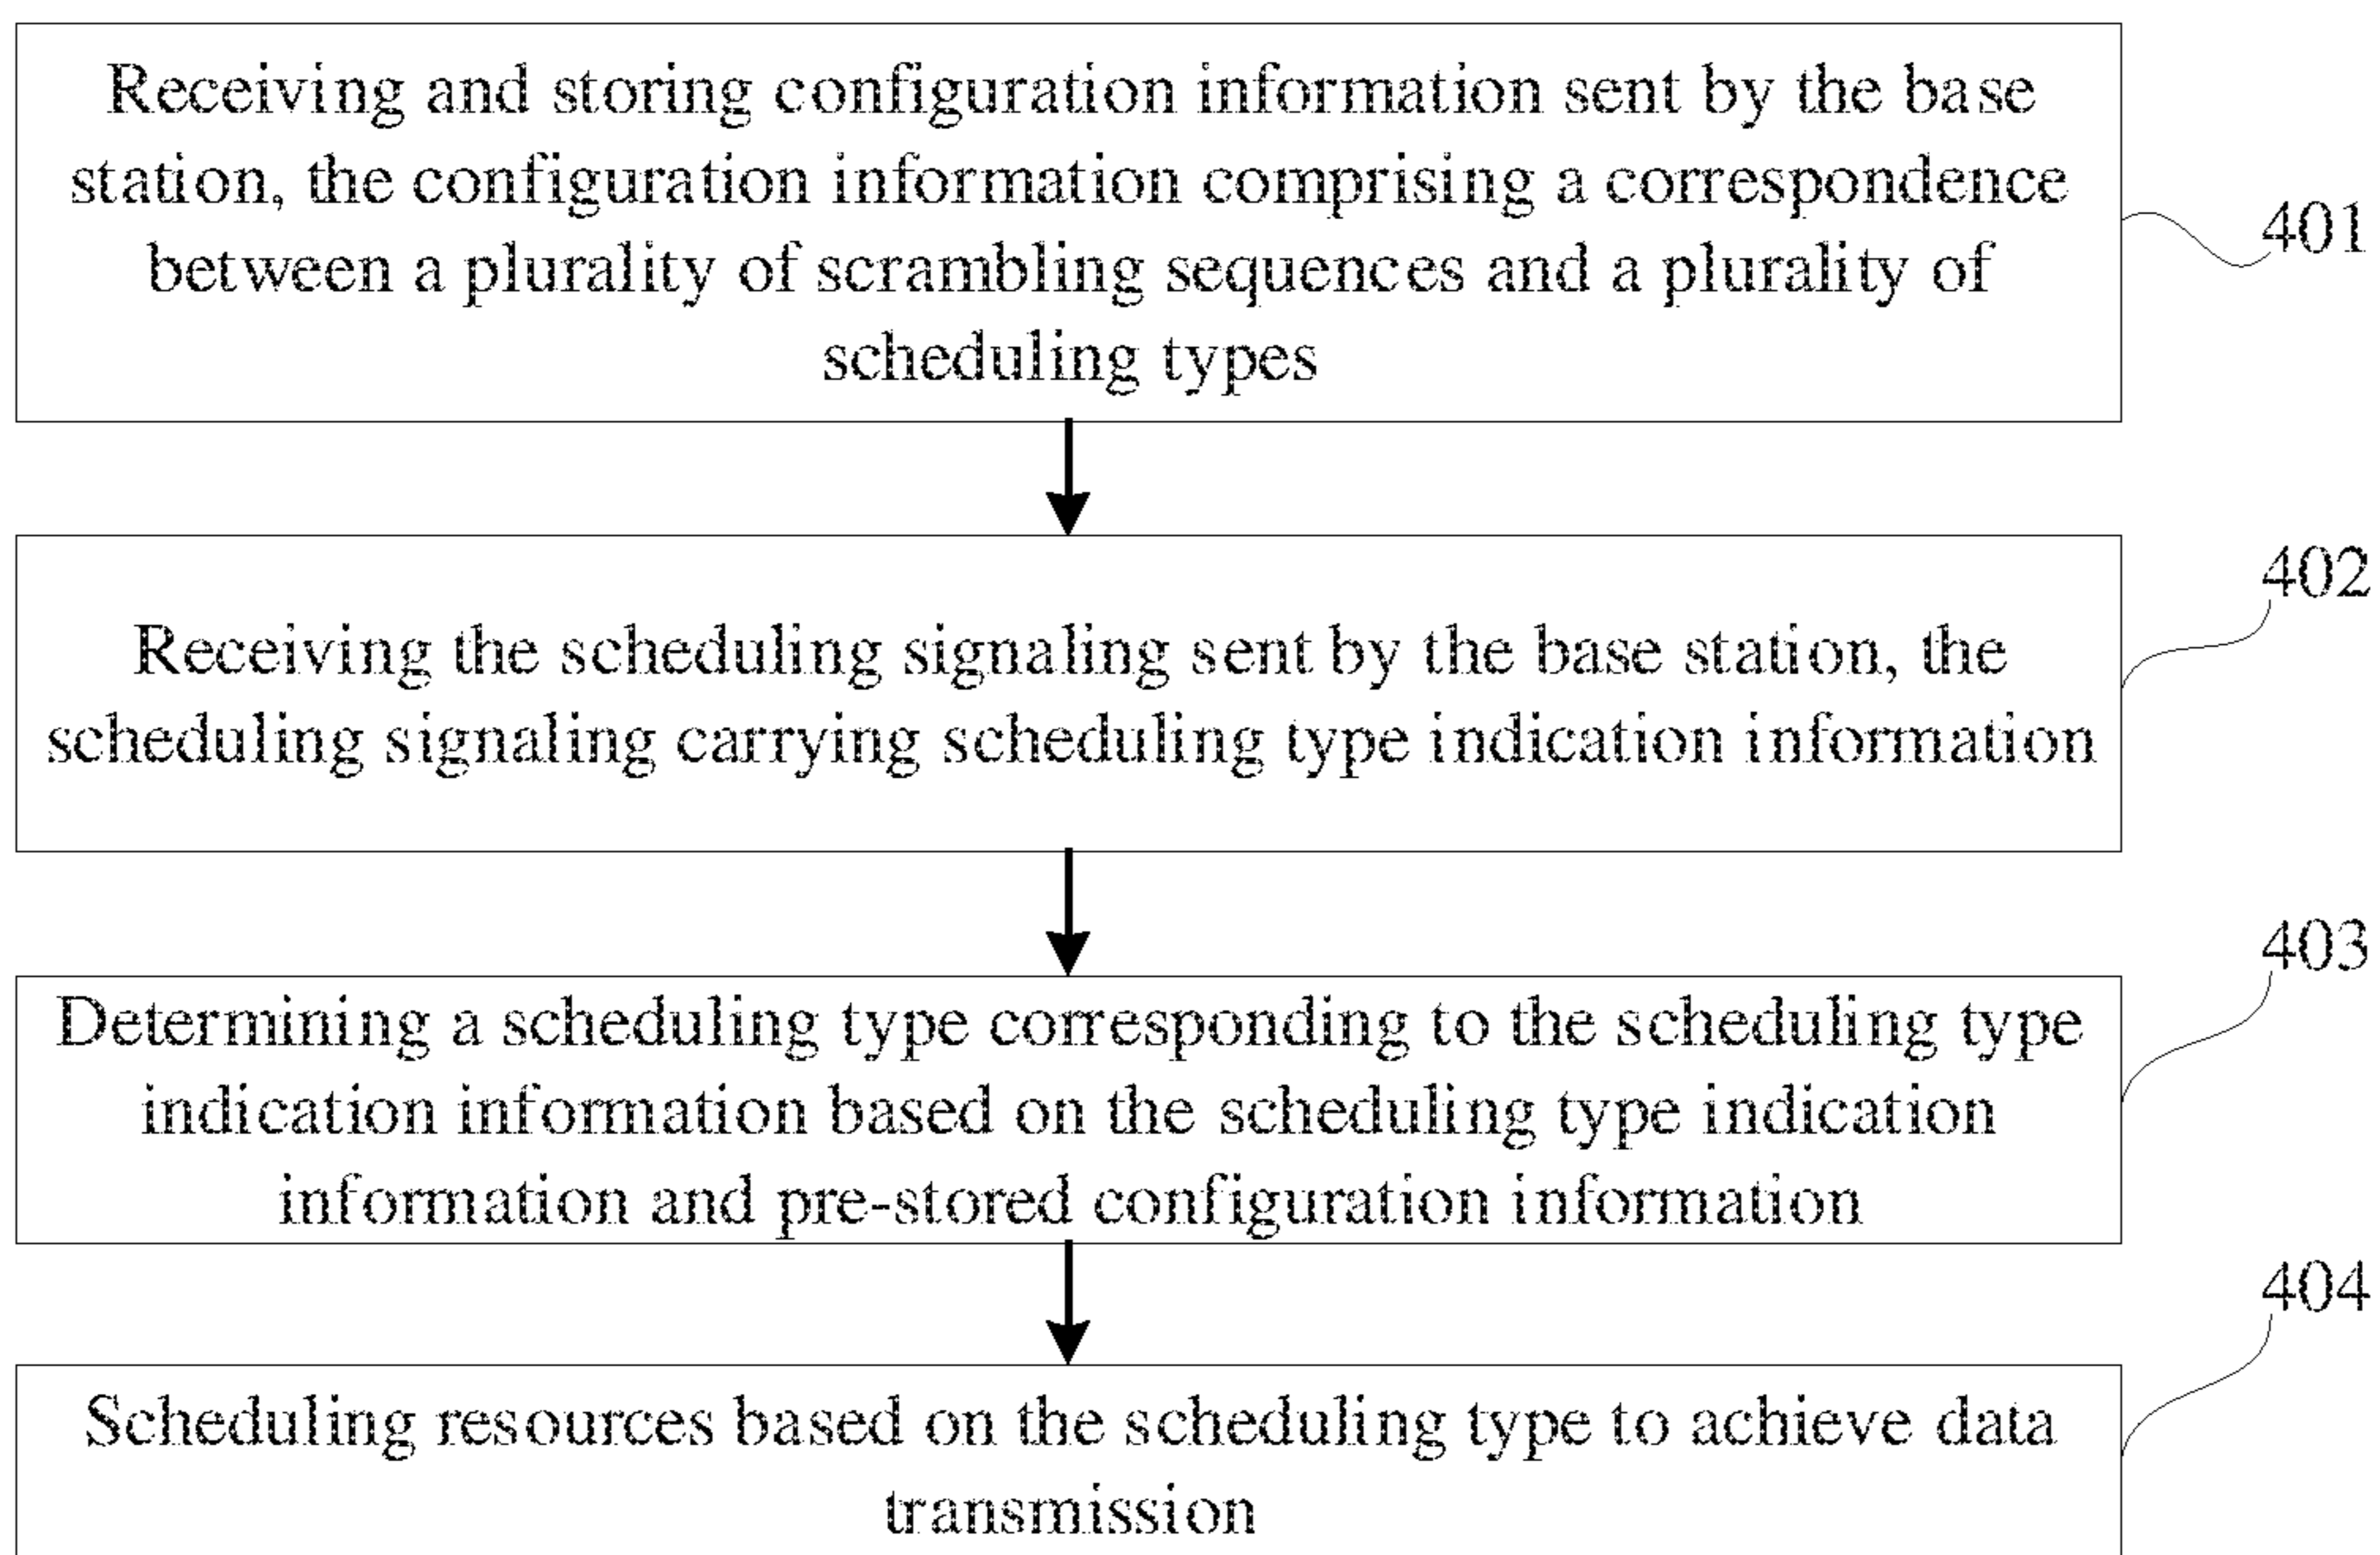 Receiving and storing configuration information sent by the base
station, the configuration information comprising a correspondence
between a plurality of scrambling sequences and a plurality of
scheduling types
401
Receiving the scheduling signaling sent by the base station, the
scheduling signaling carrying scheduling type indication information
402
Determining a scheduling type corresponding to the scheduling type
indication information based on the scheduling type indication
information and pre-stored configuration information
403
Scheduling resources based on the scheduling type to achieve data
transmission
404